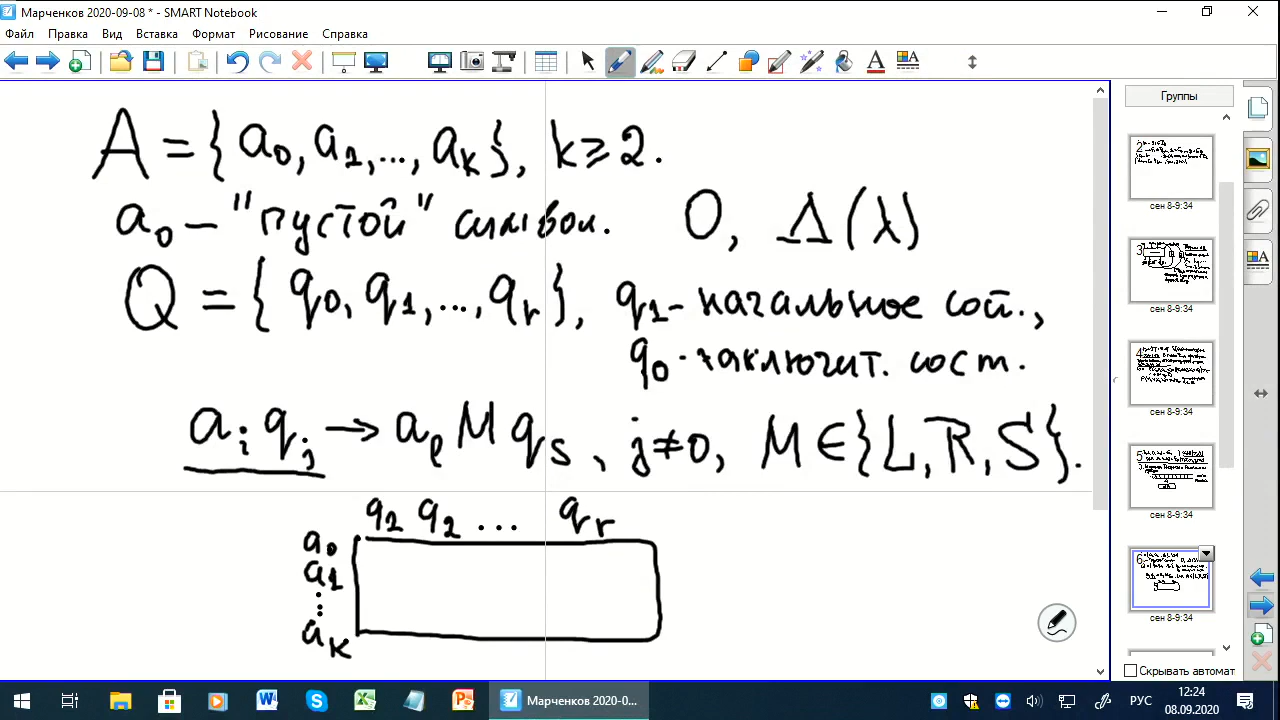 Марченков 2020-09-08 * - SMART Notebook
Файл Правка Вид Вставка Формат Рисование Справка
Группы
A = {a₀, a₁, ..., aₖ}, k ⩾ 2.
a₀ – "пустой" символ. 0, Λ(λ)
Q = {q₀, q₁, ..., qᵣ}, q₁ - начальное сост.,
q₀ - заключит. сост.
aᵢ qⱼ → aₗ M qₛ, j ≠ 0, M ∈ {L, R, S}.
q₁ q₂ ... qᵣ
a₀
a₁
⋮
aₖ
сен 8-9:34
сен 8-9:34
сен 8-9:34
сен 8-9:34
сен 8-9:34
Скрывать автомат
Марченков 2020-0...
РУС
12:24
08.09.2020